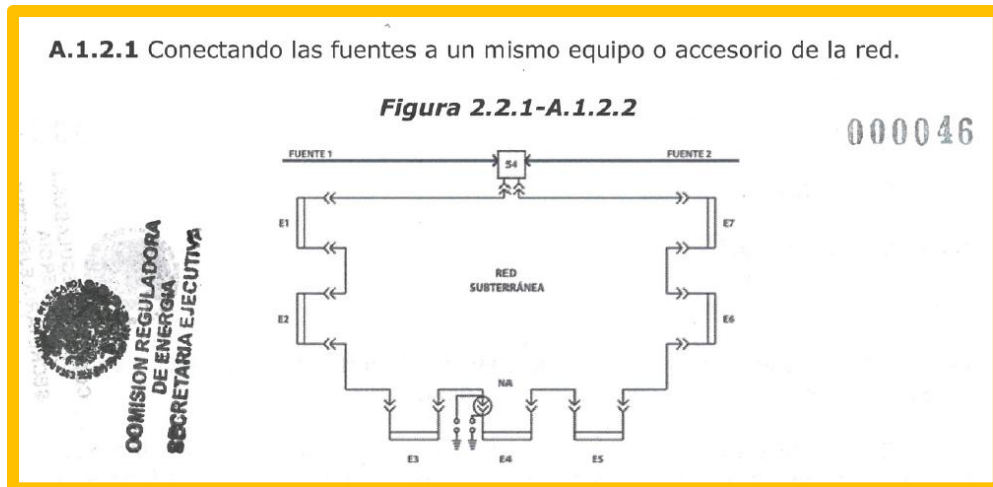 A.1.2.1 Conectando las fuentes a un mismo equipo o accesorio de la red.
Figura 2.2.1-A.1.2.2
000046
FUENTE 1
S4
FUENTE 2
E1
E7
RED
SUBTERRÁNEA
E2
E6
NA
E3
E4
E5
COMISION REGULADORA
DE ENERGIA
SECRETARIA EJECUTIVA